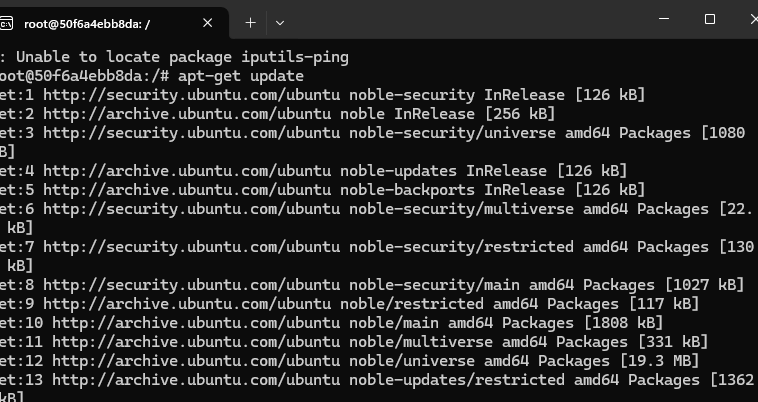 root@50f6a4ebb8da: /
: Unable to locate package iputils-ping
oot@50f6a4ebb8da:/# apt-get update
et:1 http://security.ubuntu.com/ubuntu noble-security InRelease [126 kB]
et:2 http://archive.ubuntu.com/ubuntu noble InRelease [256 kB]
et:3 http://security.ubuntu.com/ubuntu noble-security/universe amd64 Packages [1080
B]
et:4 http://archive.ubuntu.com/ubuntu noble-updates InRelease [126 kB]
et:5 http://archive.ubuntu.com/ubuntu noble-backports InRelease [126 kB]
et:6 http://security.ubuntu.com/ubuntu noble-security/multiverse amd64 Packages [22.
kB]
et:7 http://security.ubuntu.com/ubuntu noble-security/restricted amd64 Packages [130
kB]
et:8 http://security.ubuntu.com/ubuntu noble-security/main amd64 Packages [1027 kB]
et:9 http://archive.ubuntu.com/ubuntu noble/restricted amd64 Packages [117 kB]
et:10 http://archive.ubuntu.com/ubuntu noble/main amd64 Packages [1808 kB]
et:11 http://archive.ubuntu.com/ubuntu noble/multiverse amd64 Packages [331 kB]
et:12 http://archive.ubuntu.com/ubuntu noble/universe amd64 Packages [19.3 MB]
et:13 http://archive.ubuntu.com/ubuntu noble-updates/restricted amd64 Packages [1362
kB]